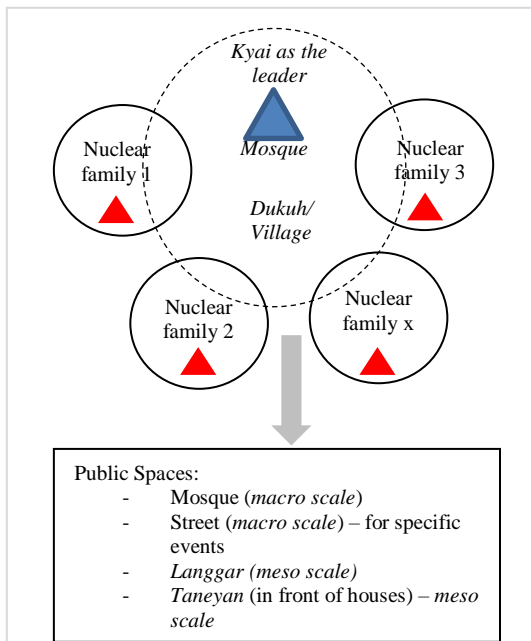 Kyai as the
leader
Mosque
Nuclear
family 1
Nuclear
family 3
Dukuh/
Village
Nuclear
family 2
Nuclear
family x
Public Spaces:
- Mosque (macro scale)
- Street (macro scale) – for specific
events
- Langgar (meso scale)
- Taneyan (in front of houses) – meso
scale